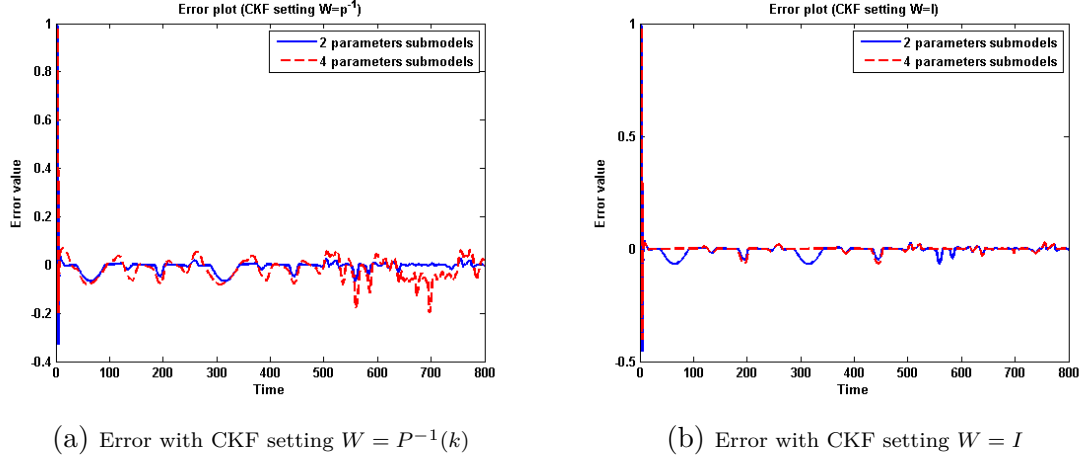 Error plot (CKF setting W=p⁻¹)
2 parameters submodels
4 parameters submodels
Error value
1
0.8
0.6
0.4
0.2
0
-0.2
-0.4
0 100 200 300 400 500 600 700 800
Time
(a) Error with CKF setting W = P⁻¹(k)
Error plot (CKF setting W=I)
2 parameters submodels
4 parameters submodels
Error value
1
0.5
0
-0.5
0 100 200 300 400 500 600 700 800
Time
(b) Error with CKF setting W = I